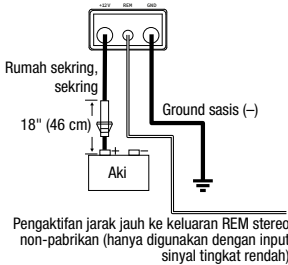 +12V REM GND
Rumah sekring,
sekring
Ground sasis (–)
18" (46 cm)
+ –
Aki
Pengaktifan jarak jauh ke keluaran REM stereo
non-pabrikan (hanya digunakan dengan input
sinyal tingkat rendah)